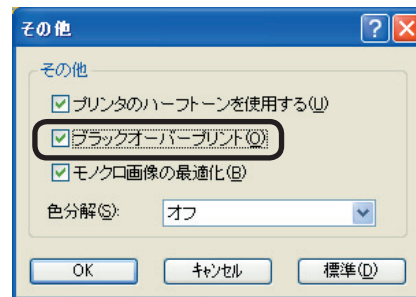 その他
その他
プリンタのハーフトーンを使用する(U)
ブラックオーバープリント(O)
モノクロ画像の最適化(B)
色分解(S): オフ
OK キャンセル 標準(D)